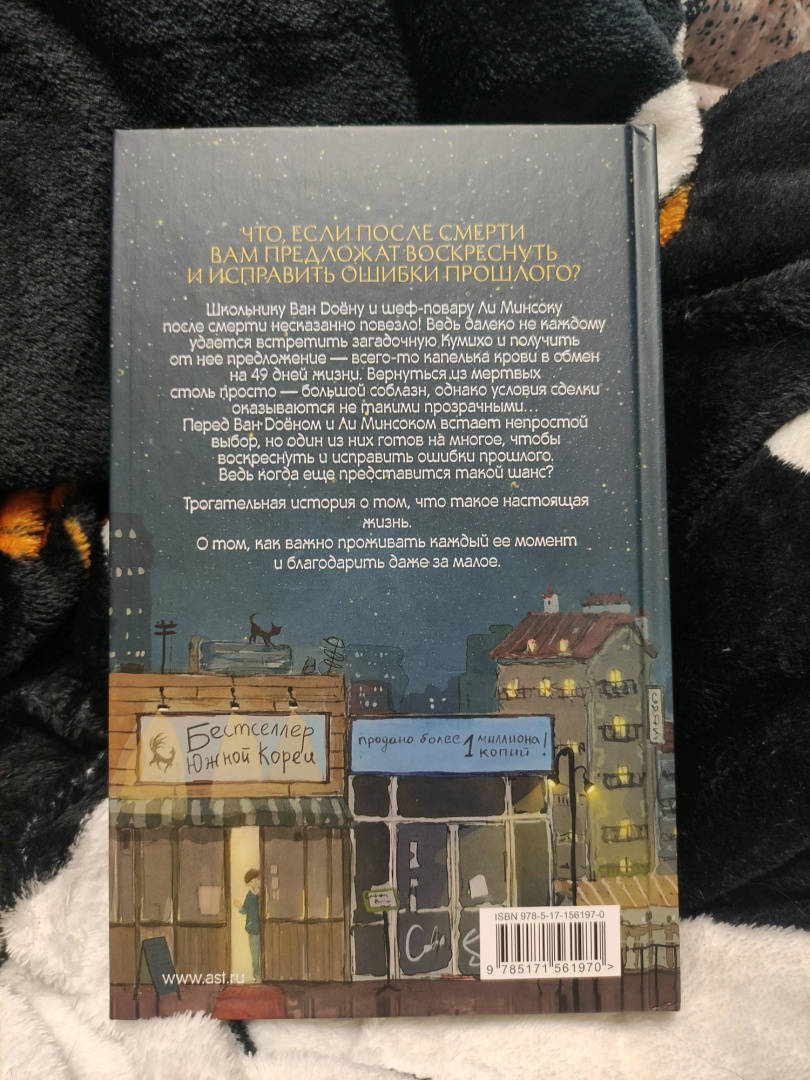 ЧТО, ЕСЛИ ПОСЛЕ СМЕРТИ
ВАМ ПРЕДЛОЖАТ ВОСКРЕСНУТЬ
И ИСПРАВИТЬ ОШИБКИ ПРОШЛОГО?
Школьнику Ван Доёну и шеф-повару Ли Минсоку
после смерти несказанно повезло! Ведь далеко не каждому
удается встретить загадочную Кумихо и получить
от нее предложение — всего-то капелька крови в обмен
на 49 дней жизни. Вернуться из мертвых
столь просто — большой соблазн, однако условия сделки
оказываются не такими прозрачными...
Перед Ван Доёном и Ли Минсоком встает непростой
выбор, но один из них готов на многое, чтобы
воскреснуть и исправить ошибки прошлого.
Ведь когда еще представится такой шанс?
Трогательная история о том, что такое настоящая
жизнь.
О том, как важно проживать каждый ее момент
и благодарить даже за малое.
Бестселлер
Южной Кореи
продано более 1 миллиона
копий!
ISBN 978-5-17-156197-0
9 785171 561970 >
www.ast.ru